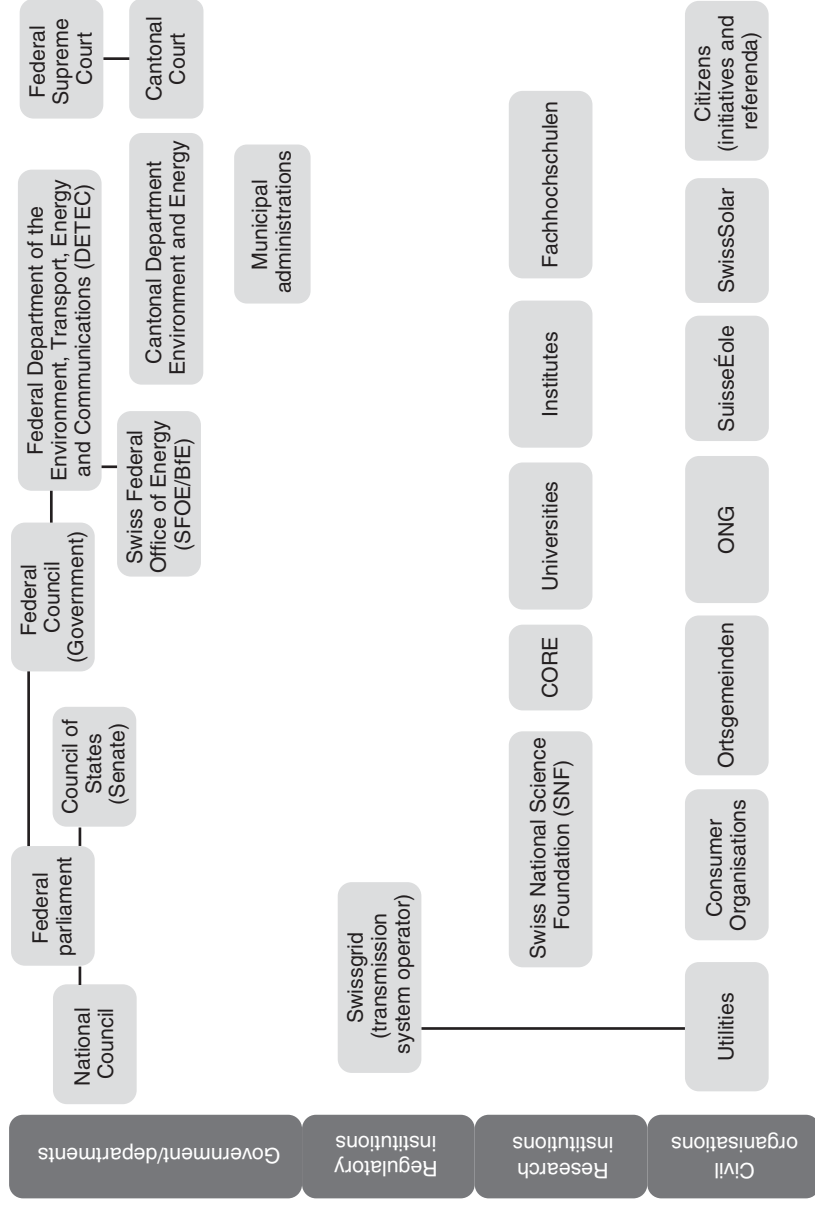 Government/departments
National
Council
Federal
parliament
Council of
States
(Senate)
Federal
Council
(Government)
Swiss Federal
Office of Energy
(SFOE/BfE)
Federal Department of the
Environment, Transport, Energy
and Communications (DETEC)
Cantonal Department
Environment and Energy
Municipal
administrations
Federal
Supreme
Court
Cantonal
Court
Regulatory
institutions
Swissgrid
(transmission
system operator)
Research
institutions
Swiss National Science
Foundation (SNF)
CORE
Universities
Institutes
Fachhochschulen
Civil
organisations
Utilities
Consumer
Organisations
Ortsgemeinden
ONG
SuisseÉole
SwissSolar
Citizens
(initiatives and
referenda)